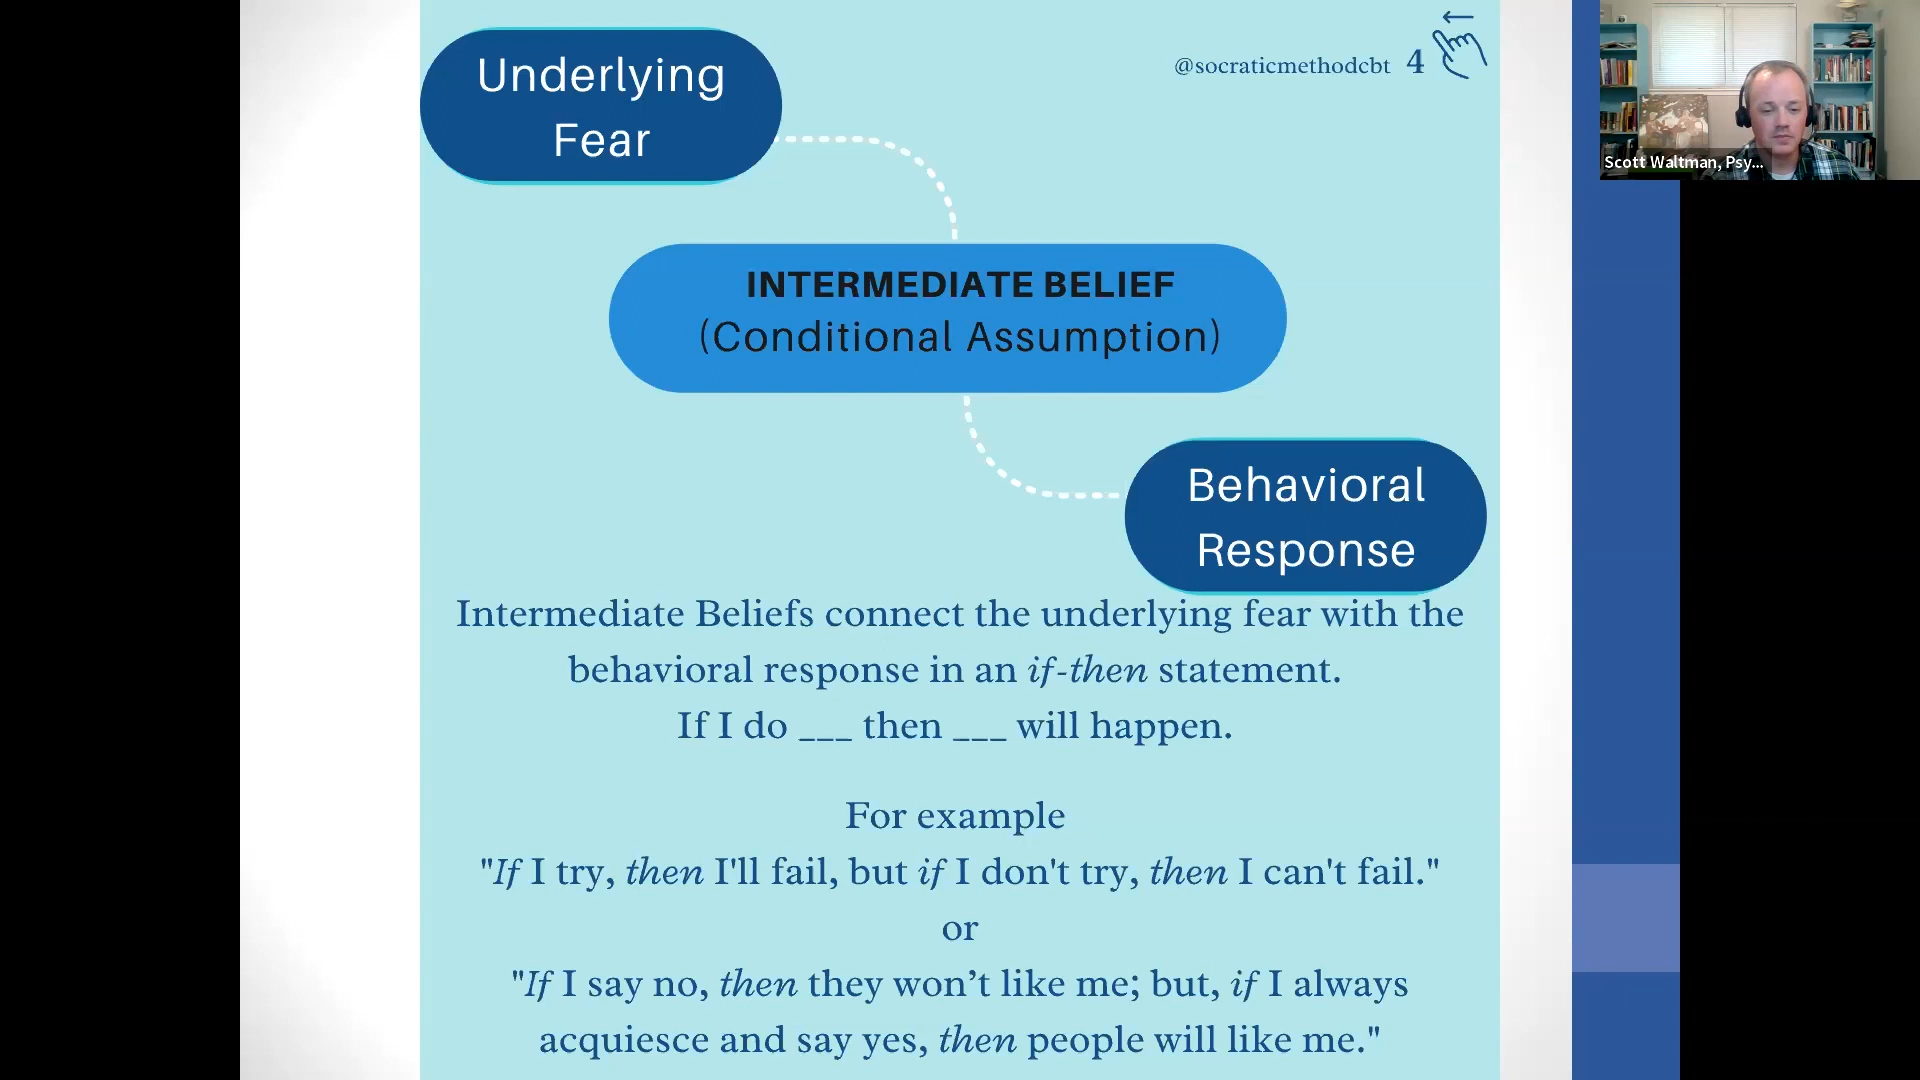 Underlying
Fear
@socraticmethodcbt 4
Scott Waltman, Psy...
INTERMEDIATE BELIEF
(Conditional Assumption)
Behavioral
Response
Intermediate Beliefs connect the underlying fear with the
behavioral response in an if-then statement.
If I do ___ then ___ will happen.
For example
"If I try, then I'll fail, but if I don't try, then I can't fail."
or
"If I say no, then they won’t like me; but, if I always
acquiesce and say yes, then people will like me."